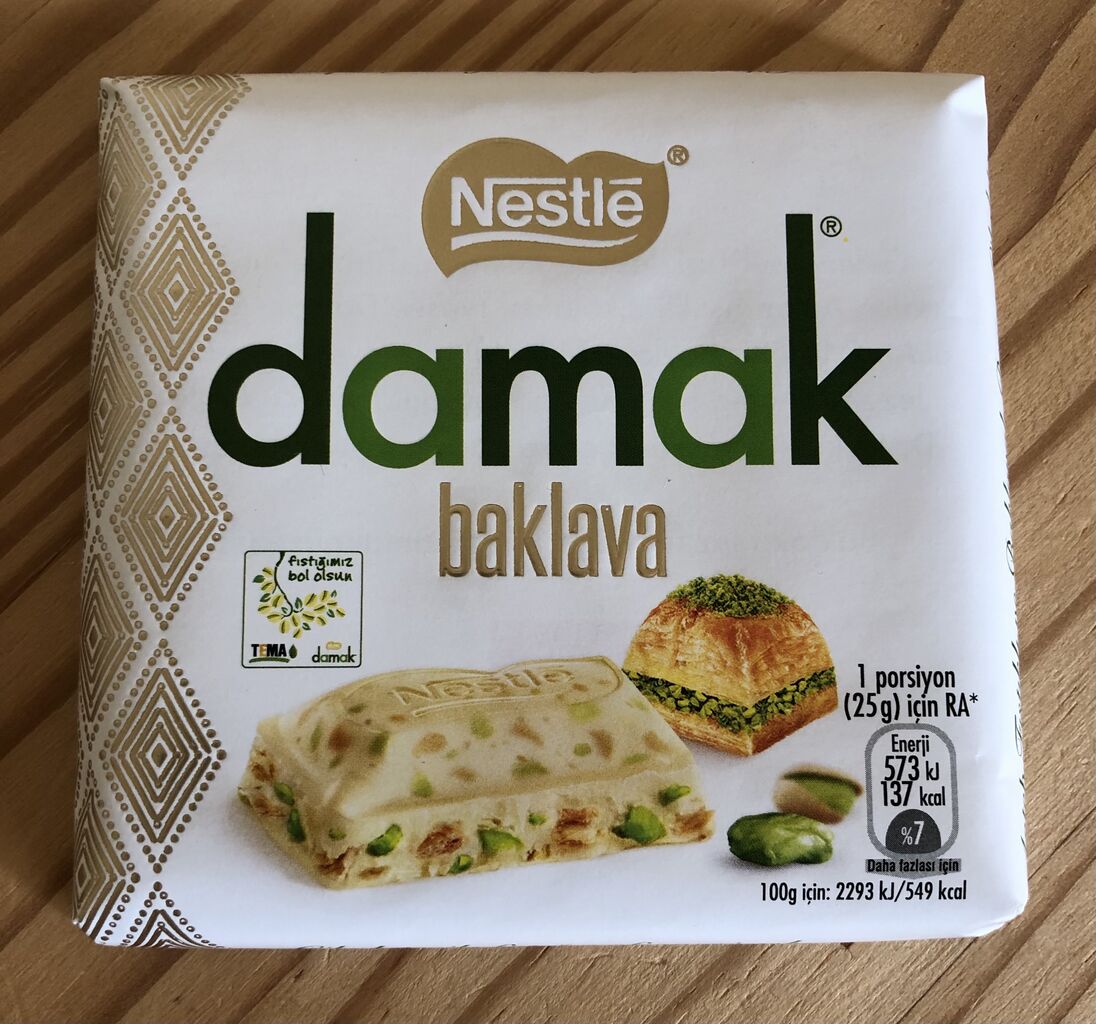 Nestlé®
damak®
baklava
fıstığımız
bol olsun
TEMA damak
Nestlé
1 porsiyon
(25g) için RA*
Enerji
573 kJ
137 kcal
%7
Daha fazlası için
100g için: 2293 kJ/549 kcal